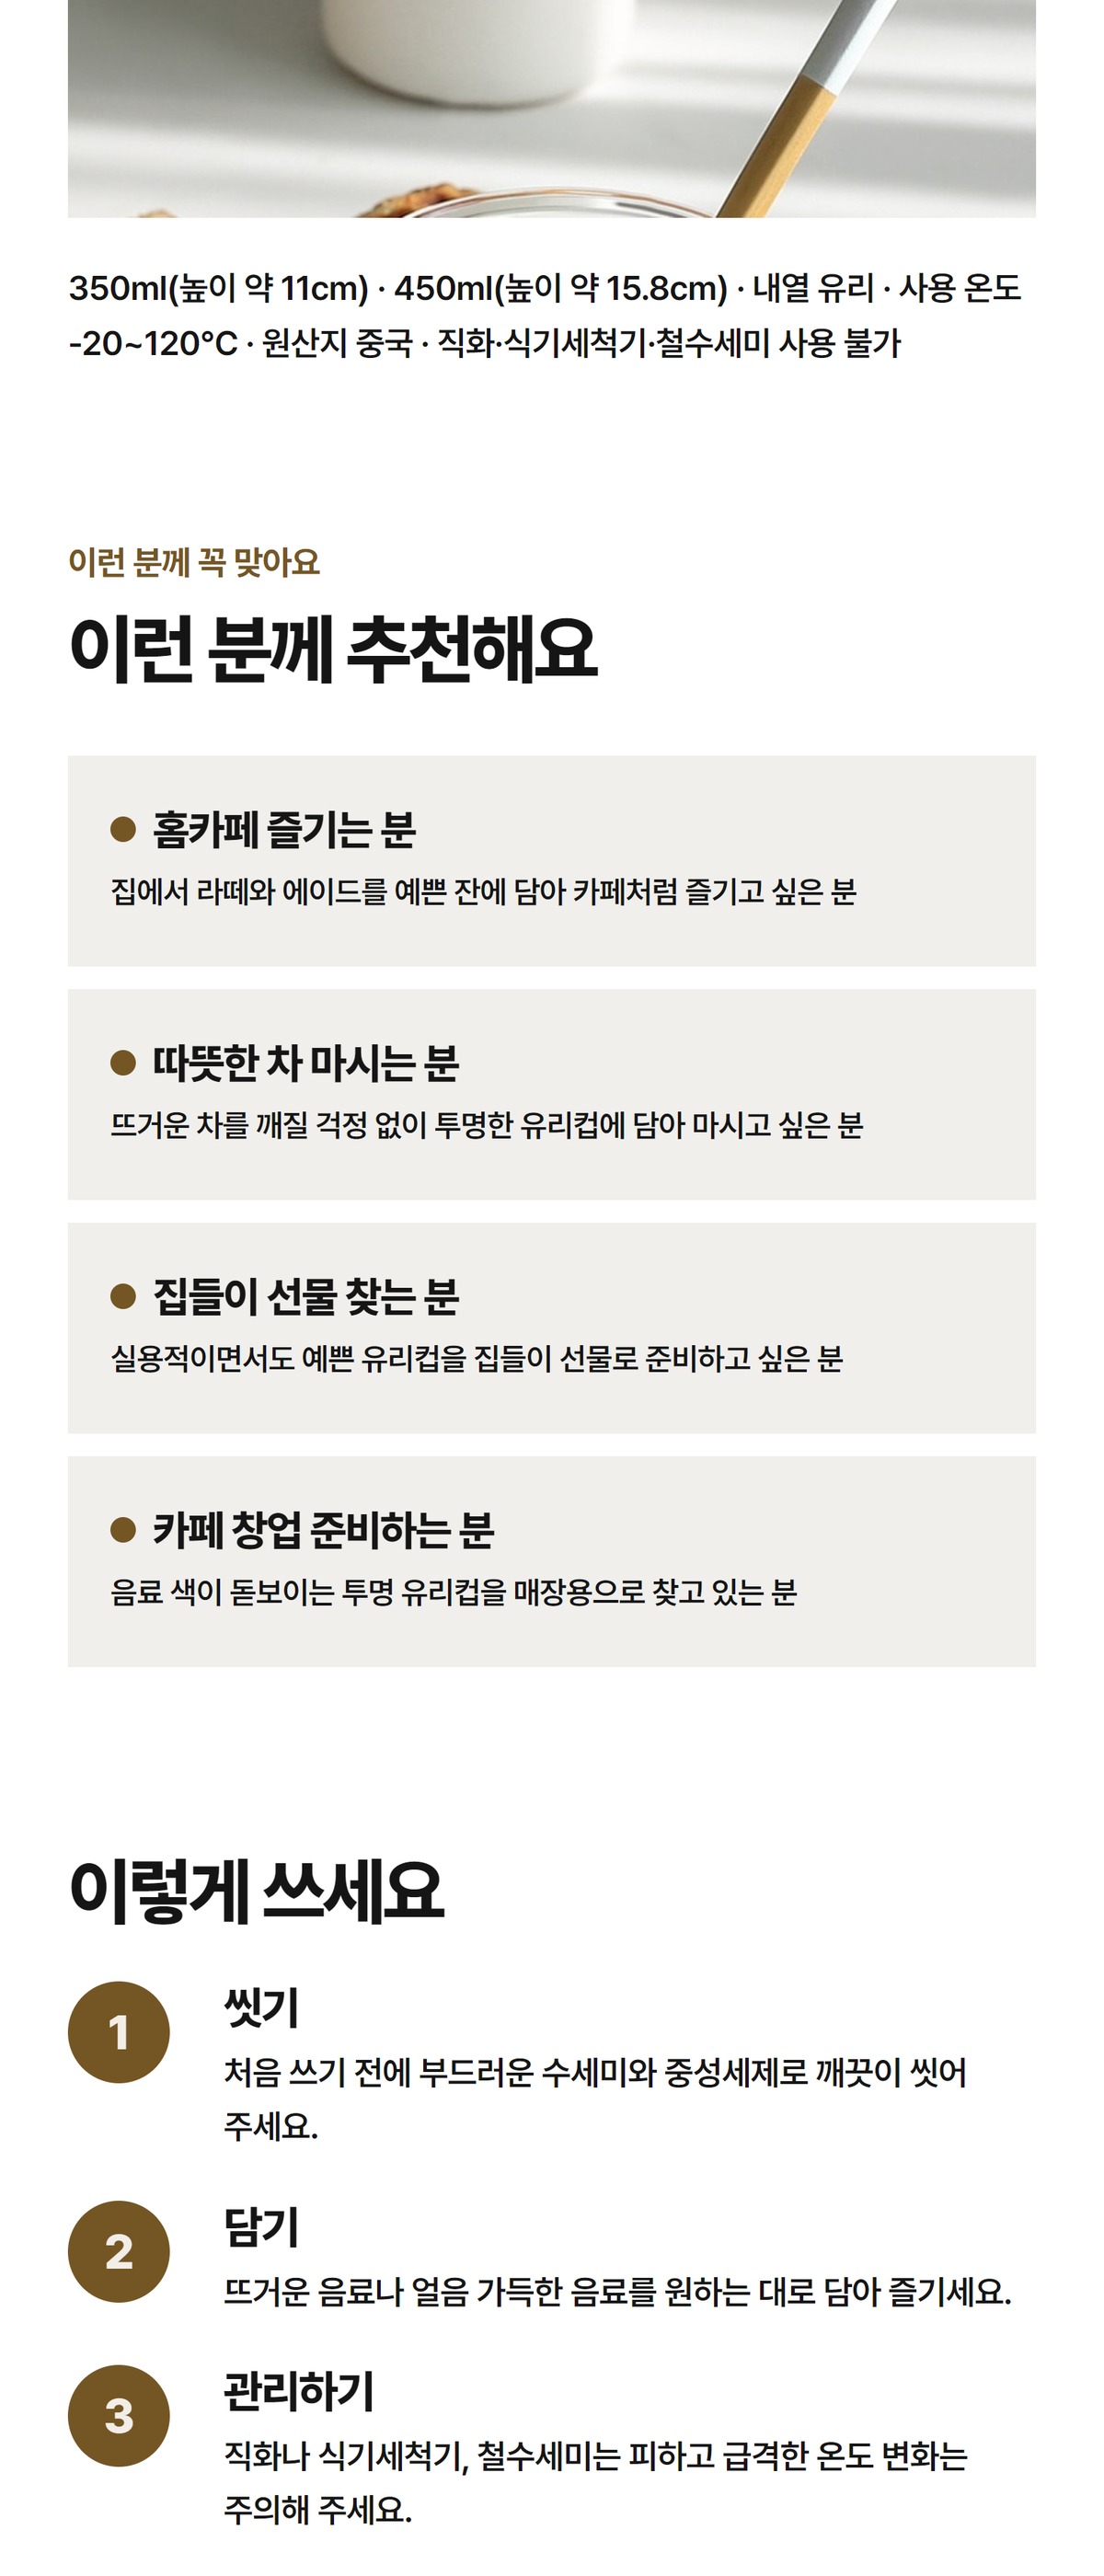 350ml(높이 약 11cm) · 450ml(높이 약 15.8cm) · 내열 유리 · 사용 온도
-20~120℃ · 원산지 중국 · 직화·식기세척기·철수세미 사용 불가
이런 분께 꼭 맞아요
이런 분께 추천해요
홈카페 즐기는 분
집에서 라떼와 에이드를 예쁜 잔에 담아 카페처럼 즐기고 싶은 분
따뜻한 차 마시는 분
뜨거운 차를 깨질 걱정 없이 투명한 유리컵에 담아 마시고 싶은 분
집들이 선물 찾는 분
실용적이면서도 예쁜 유리컵을 집들이 선물로 준비하고 싶은 분
카페 창업 준비하는 분
음료 색이 돋보이는 투명 유리컵을 매장용으로 찾고 있는 분
이렇게 쓰세요
1
씻기
처음 쓰기 전에 부드러운 수세미와 중성세제로 깨끗이 씻어
주세요.
2
담기
뜨거운 음료나 얼음 가득한 음료를 원하는 대로 담아 즐기세요.
3
관리하기
직화나 식기세척기, 철수세미는 피하고 급격한 온도 변화는
주의해 주세요.